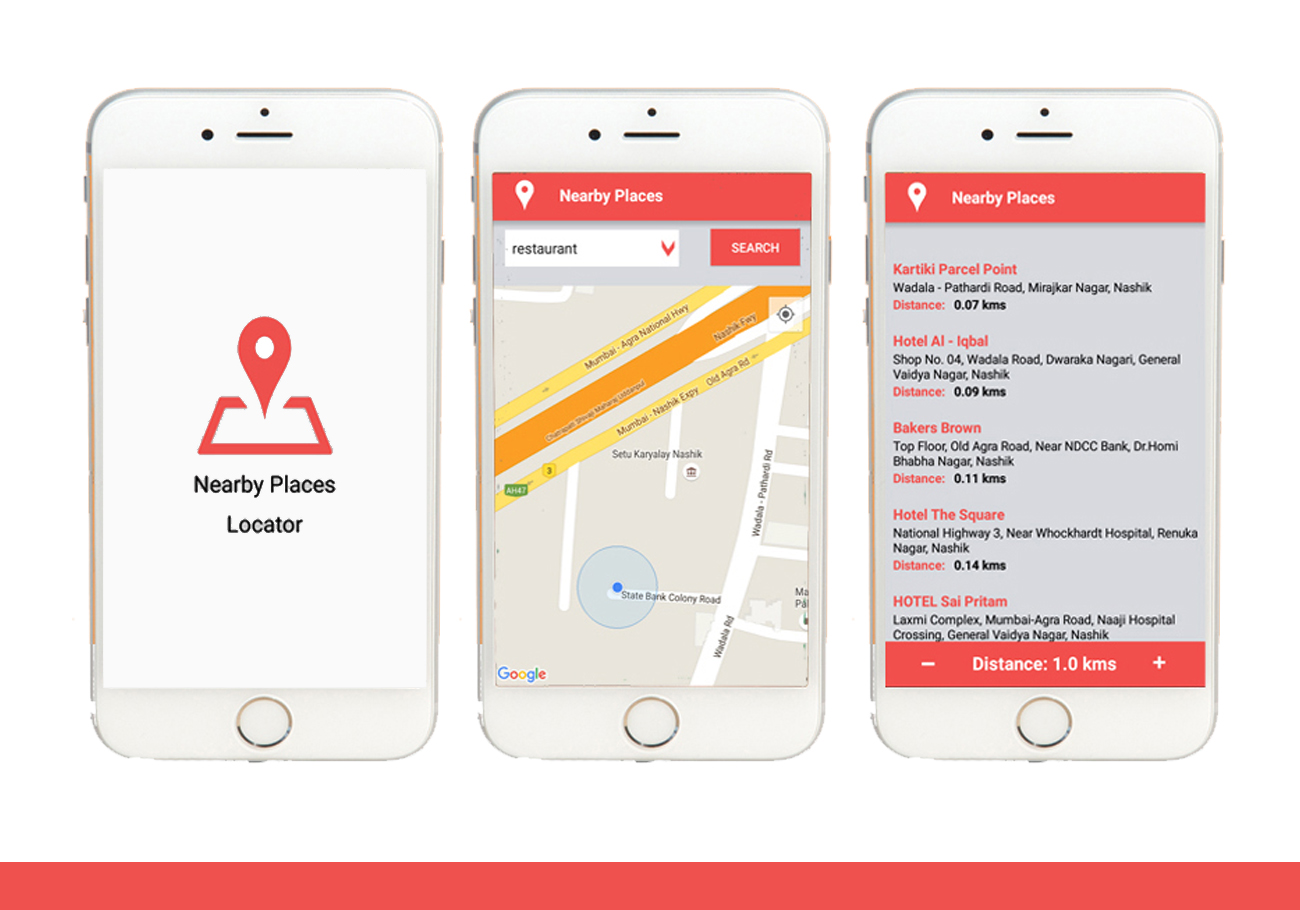 Nearby Places
Locator
Nearby Places
restaurant
SEARCH
Mumbai - Agra National Hwy
Nashik Fwy
Chatrapati Shivaji Maharaj Uddanpul
Mumbai - Nashik Expy
Old Agra Rd
3
AH47
Setu Karyalay Nashik
Wadala - Pathardi Rd
State Bank Colony Road
Ma
Pal
Wadala Rd
Google
Nearby Places
Kartiki Parcel Point
Wadala - Pathardi Road, Mirajkar Nagar, Nashik
Distance: 0.07 kms
Hotel Al - Iqbal
Shop No. 04, Wadala Road, Dwaraka Nagari, General
Vaidya Nagar, Nashik
Distance: 0.09 kms
Bakers Brown
Top Floor, Old Agra Road, Near NDCC Bank, Dr.Homi
Bhabha Nagar, Nashik
Distance: 0.11 kms
Hotel The Square
National Highway 3, Near Whockhardt Hospital, Renuka
Nagar, Nashik
Distance: 0.14 kms
HOTEL Sai Pritam
Laxmi Complex, Mumbai-Agra Road, Naaji Hospital
Crossing, General Vaidya Nagar, Nashik
− Distance: 1.0 kms +